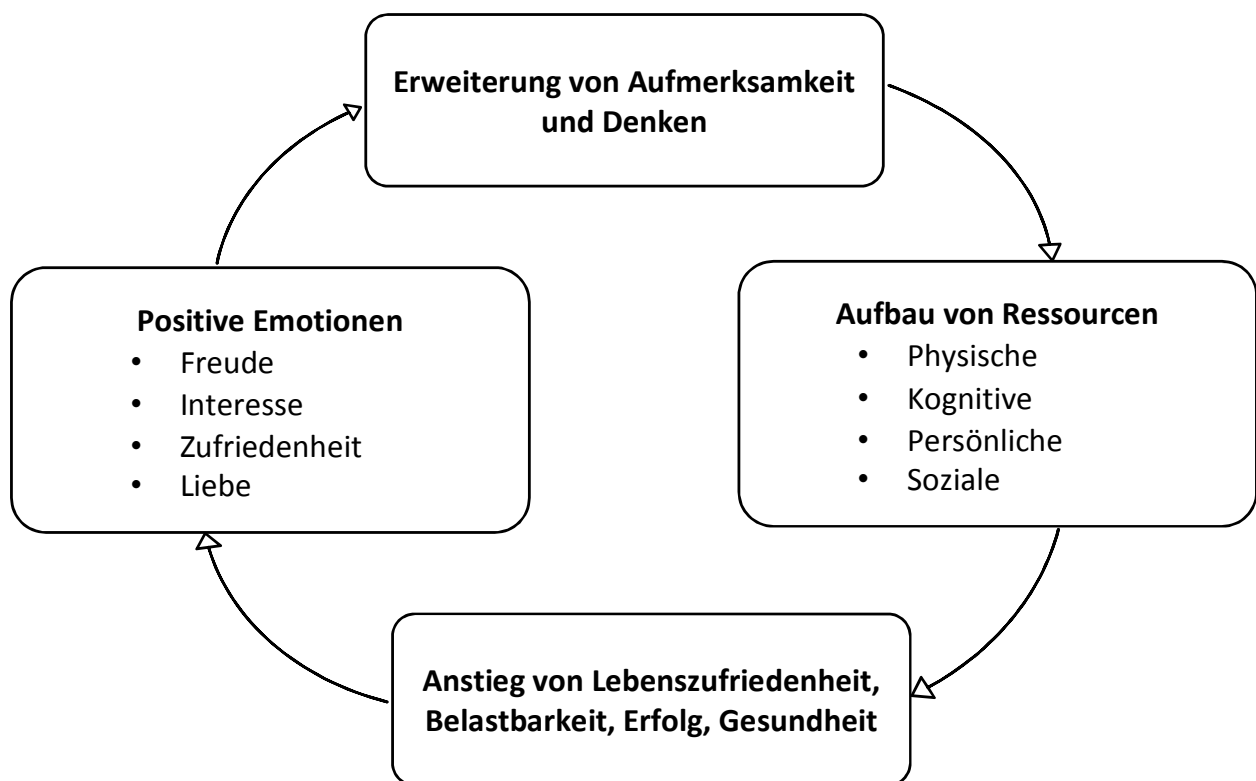 Erweiterung von Aufmerksamkeit
und Denken
Positive Emotionen
• Freude
• Interesse
• Zufriedenheit
• Liebe
Aufbau von Ressourcen
• Physische
• Kognitive
• Persönliche
• Soziale
Anstieg von Lebenszufriedenheit,
Belastbarkeit, Erfolg, Gesundheit